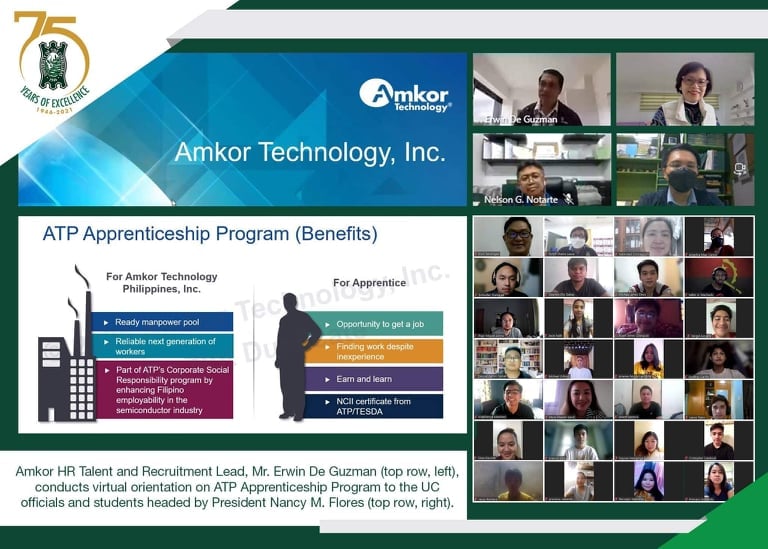 75
YEARS OF EXCELLENCE
1946-2021
Amkor
Technology®
Amkor Technology, Inc.
Erwin De Guzman
Nelson G. Notarte
ATP Apprenticeship Program (Benefits)
For Amkor Technology
Philippines, Inc.
Ready manpower pool
Reliable next generation of
workers
Part of ATP's Corporate Social
Responsibility program by
enhancing Filipino
employability in the
semiconductor industry
For Apprentice
Opportunity to get a job
Finding work despite
inexperience
Earn and learn
NCII certificate from
ATP/TESDA
Technology, Inc.
Amkor HR Talent and Recruitment Lead, Mr. Erwin De Guzman (top row, left),
conducts virtual orientation on ATP Apprenticeship Program to the UC
officials and students headed by President Nancy M. Flores (top row, right).